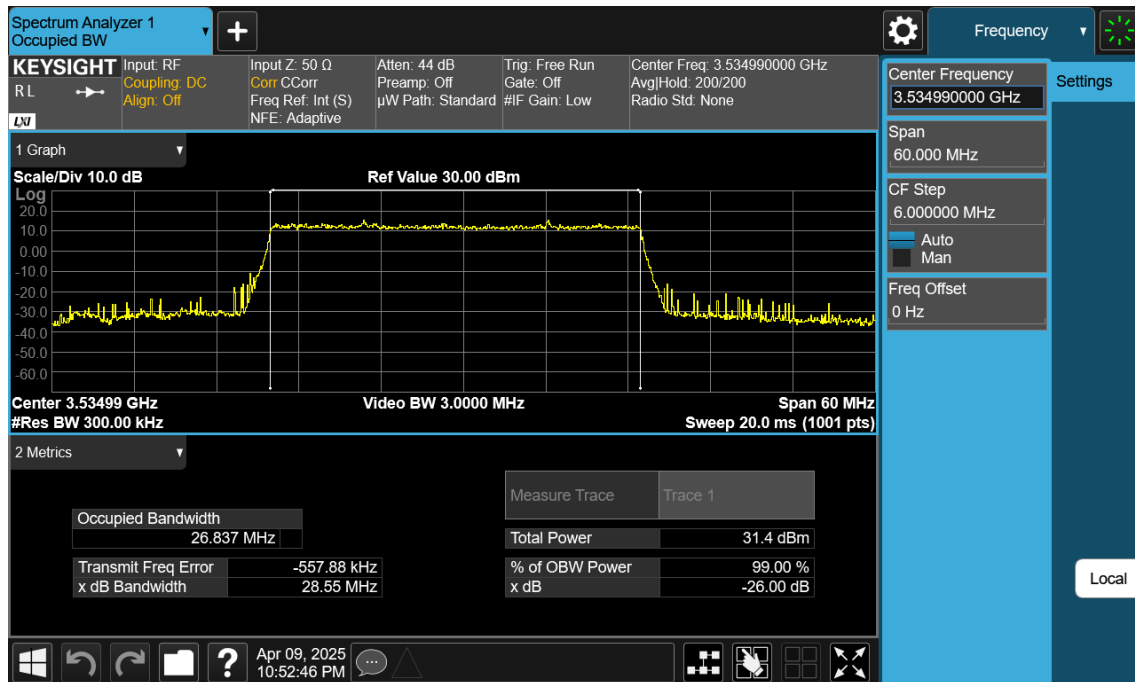 Spectrum Analyzer 1
Occupied BW
+
Frequency
KEYSIGHT
RL
LXI
Input: RF
Coupling: DC
Align: Off
Input Z: 50 Ω
Corr CCorr
Freq Ref: Int (S)
NFE: Adaptive
Atten: 44 dB
Preamp: Off
µW Path: Standard
Trig: Free Run
Gate: Off
#IF Gain: Low
Center Freq: 3.534990000 GHz
Avg|Hold: 200/200
Radio Std: None
Center Frequency
3.534990000 GHz
Settings
Span
60.000 MHz
CF Step
6.000000 MHz
Auto
Man
Freq Offset
0 Hz
Local
1 Graph
Scale/Div 10.0 dB
Ref Value 30.00 dBm
Log
20.0
10.0
0.00
-10.0
-20.0
-30.0
-40.0
-50.0
-60.0
Center 3.53499 GHz
Video BW 3.0000 MHz
Span 60 MHz
#Res BW 300.00 kHz
Sweep 20.0 ms (1001 pts)
2 Metrics
Measure Trace Trace 1
Occupied Bandwidth
26.837 MHz
Total Power 31.4 dBm
Transmit Freq Error -557.88 kHz
% of OBW Power 99.00 %
x dB Bandwidth 28.55 MHz
x dB -26.00 dB
?
Apr 09, 2025
10:52:46 PM